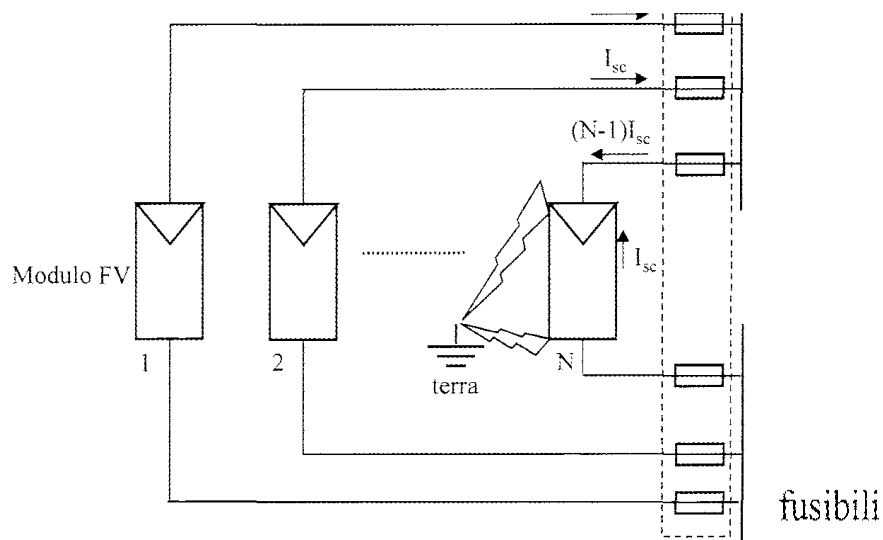 I_sc
(N-1)I_sc
Modulo FV
I_sc
1
2
N
terra
fusibili